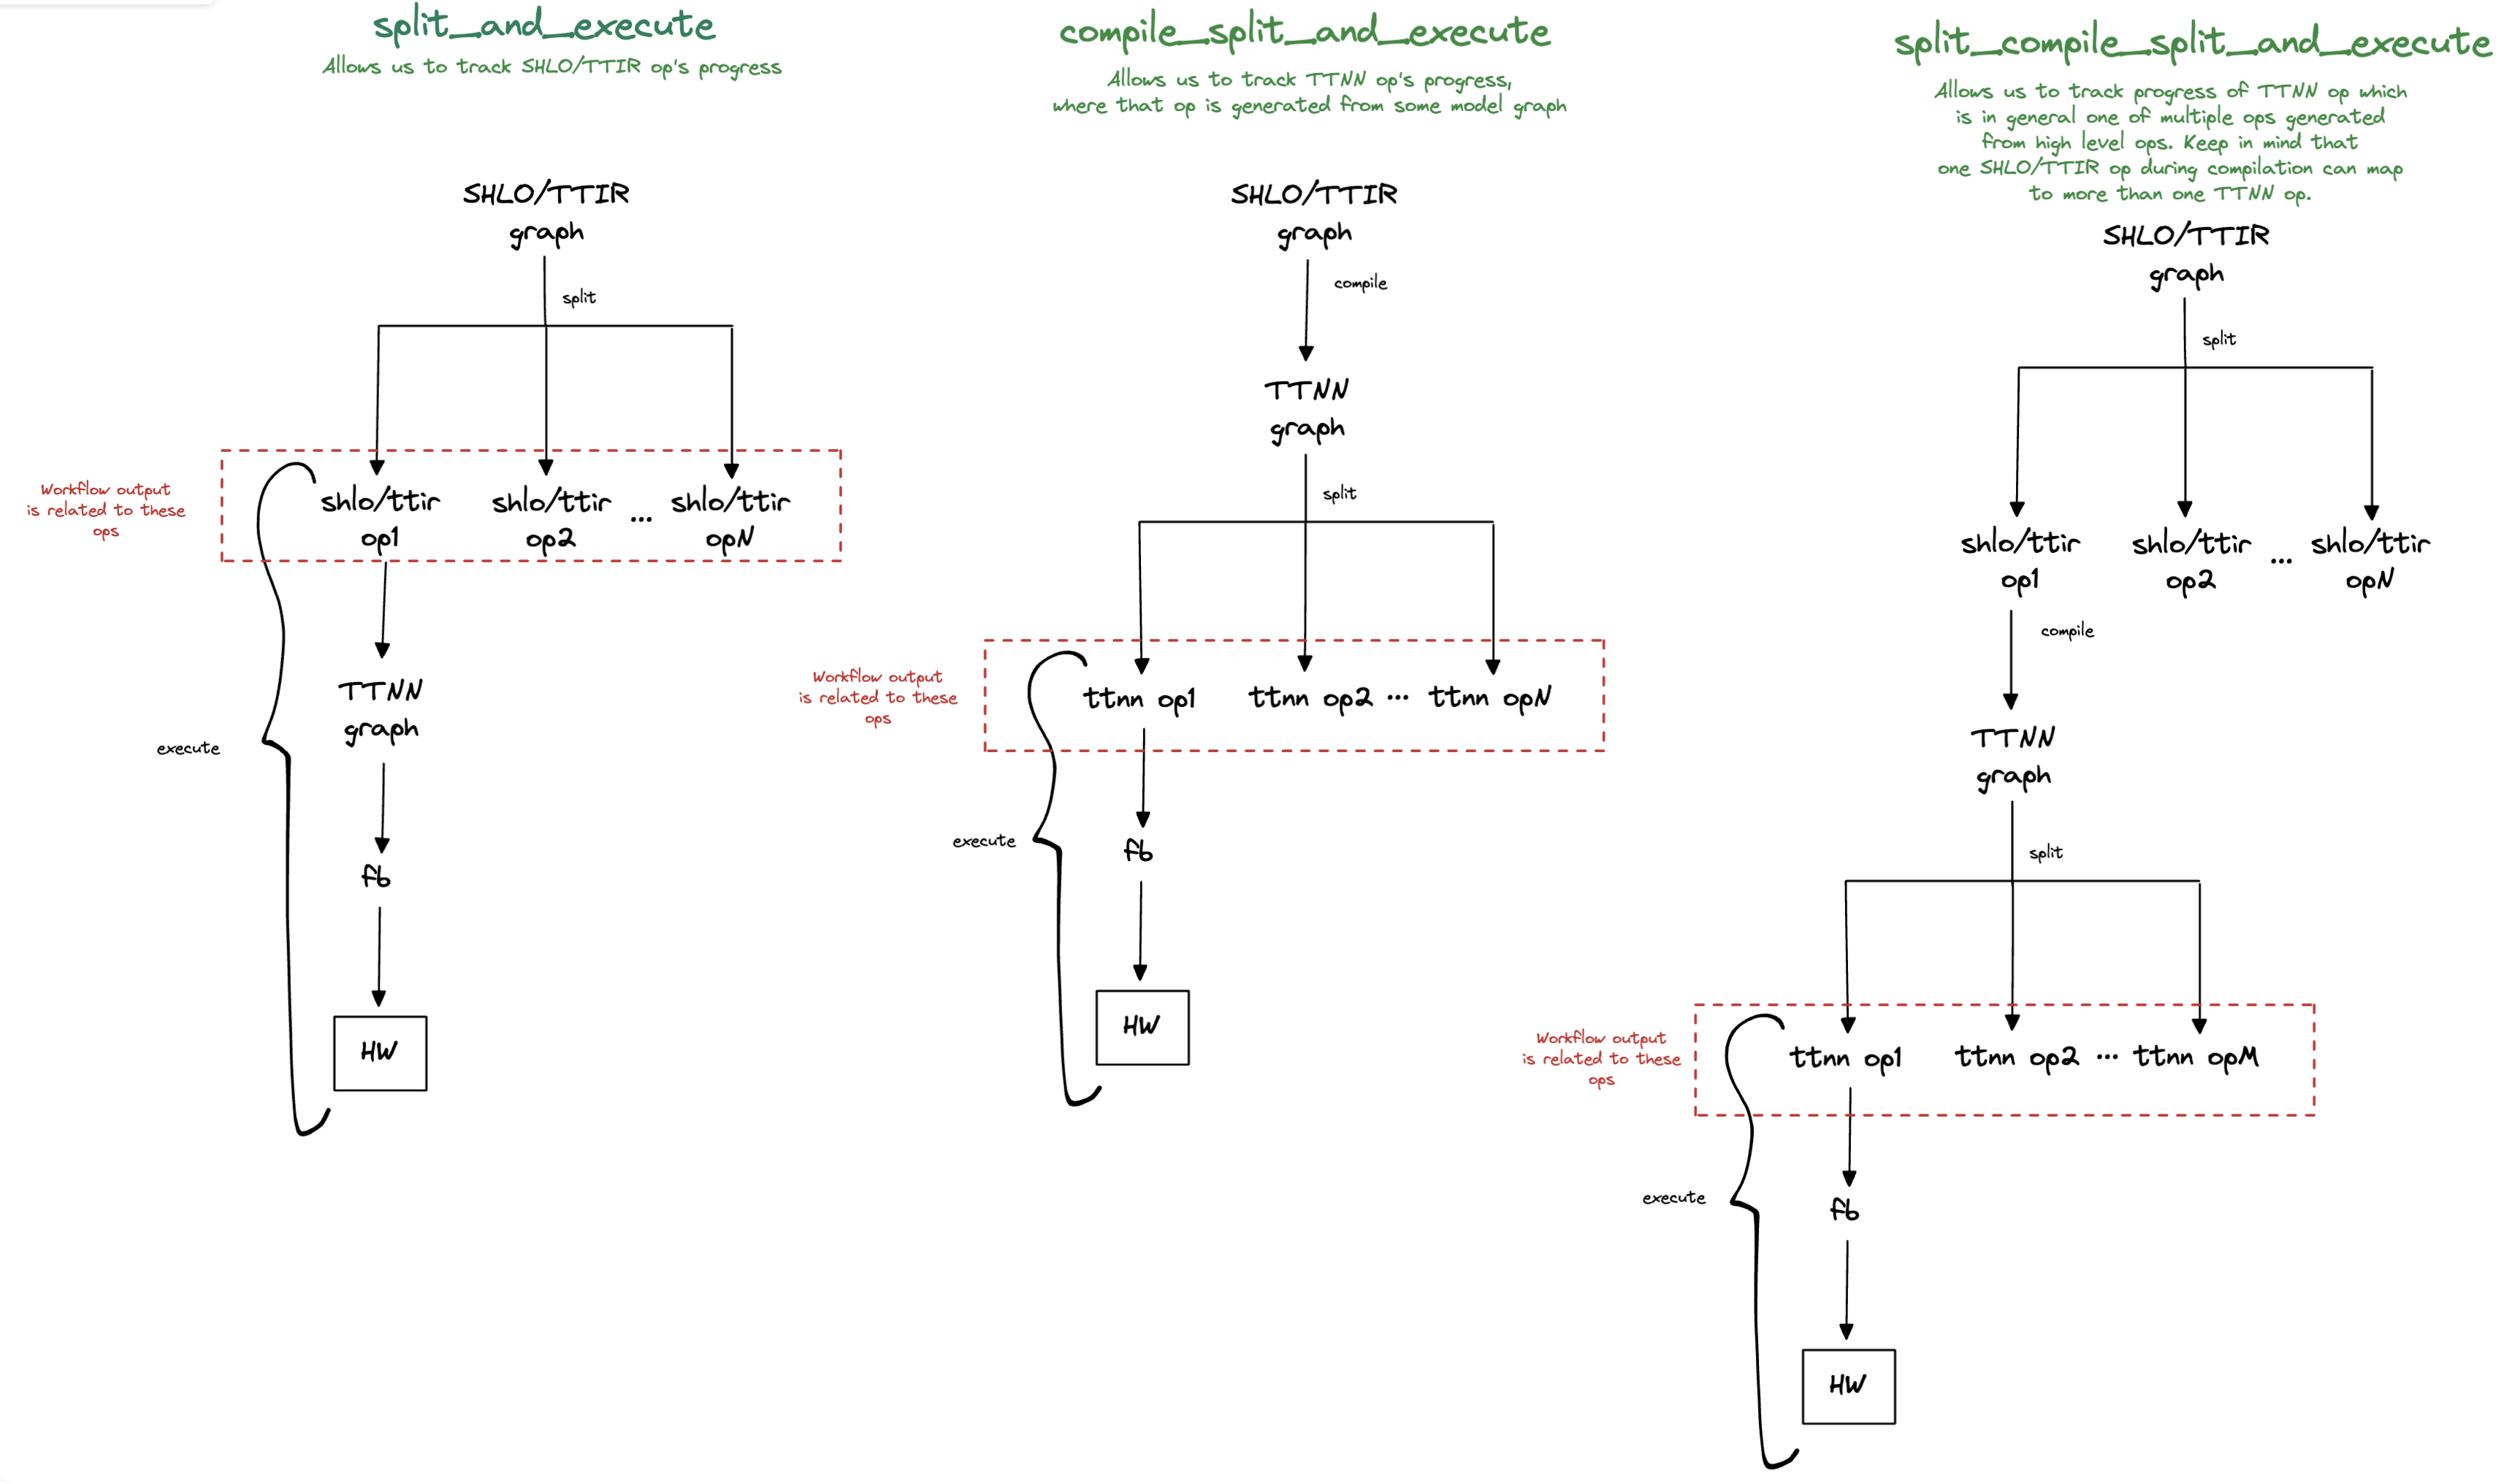 split_and_execute
Allows us to track SHLO/TTIR op's progress
SHLO/TTIR
graph
split
Workflow output
is related to these
ops
shlo/ttir
op1
shlo/ttir
op2
...
shlo/ttir
opN
execute
TTNN
graph
fb
HW
compile_split_and_execute
Allows us to track TTNN op's progress,
where that op is generated from some model graph
SHLO/TTIR
graph
compile
TTNN
graph
split
Workflow output
is related to these
ops
ttnn op1
ttnn op2 ... ttnn opN
execute
fb
HW
split_compile_split_and_execute
Allows us to track progress of TTNN op which
is in general one of multiple ops generated
from high level ops. Keep in mind that
one SHLO/TTIR op during compilation can map
to more than one TTNN op.
SHLO/TTIR
graph
split
shlo/ttir
op1
shlo/ttir
op2
...
shlo/ttir
opN
compile
TTNN
graph
split
Workflow output
is related to these
ops
ttnn op1
ttnn op2 ... ttnn opM
execute
fb
HW